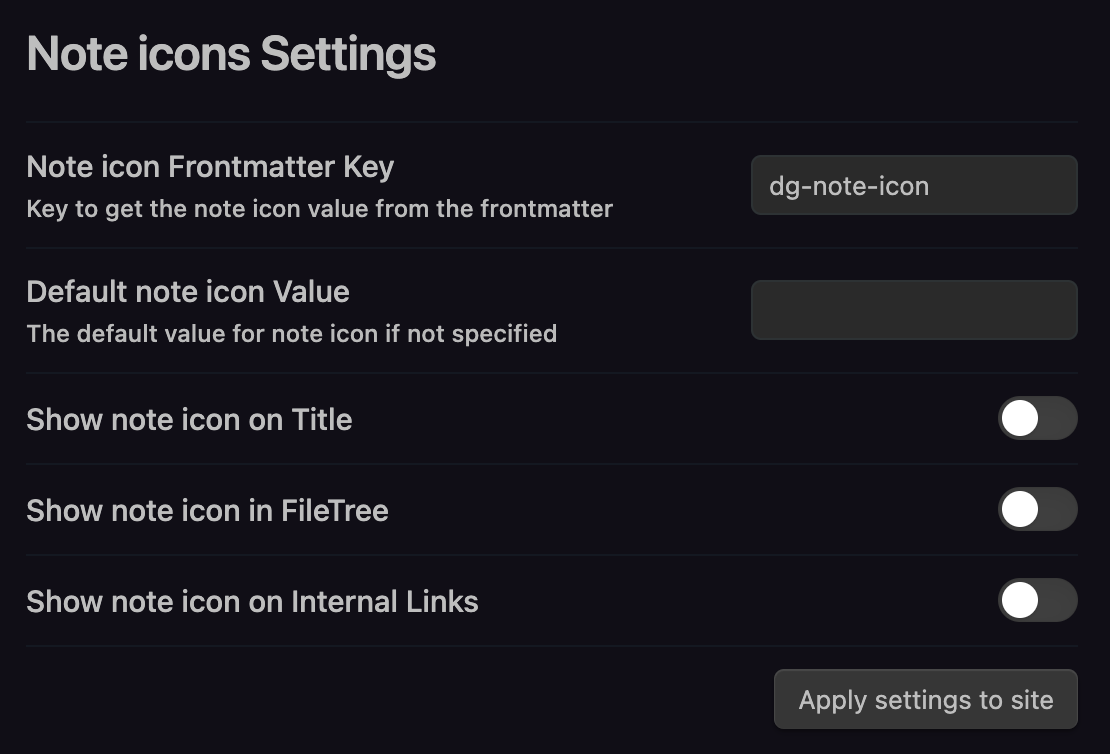 Note icons Settings
Note icon Frontmatter Key
Key to get the note icon value from the frontmatter
dg-note-icon
Default note icon Value
The default value for note icon if not specified
Show note icon on Title
Show note icon in FileTree
Show note icon on Internal Links
Apply settings to site